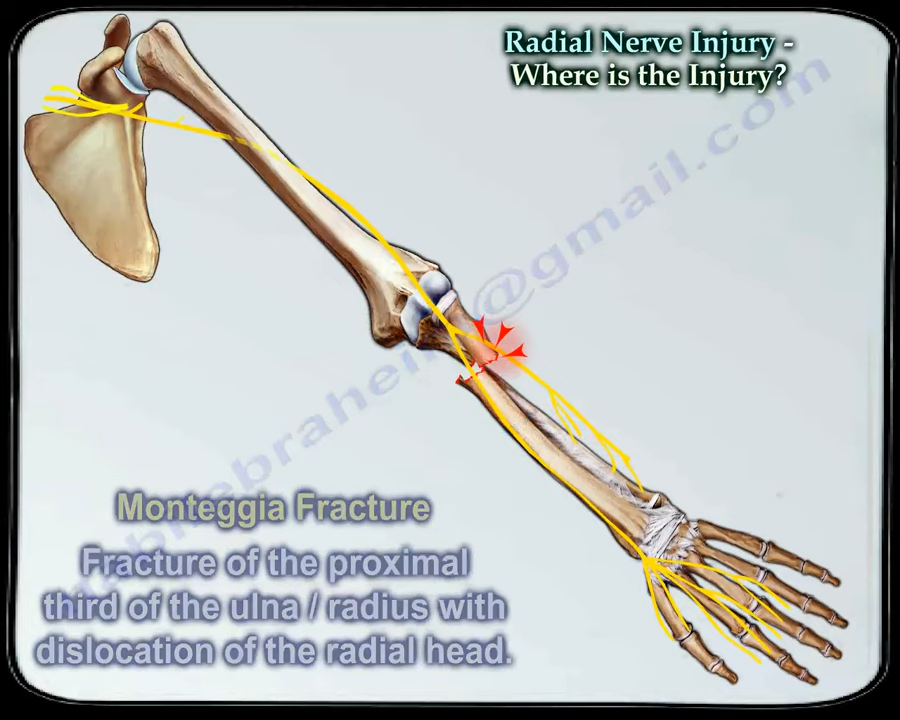 Radial Nerve Injury -
Where is the Injury?
Monteggia Fracture
Fracture of the proximal
third of the ulna / radius with
dislocation of the radial head.